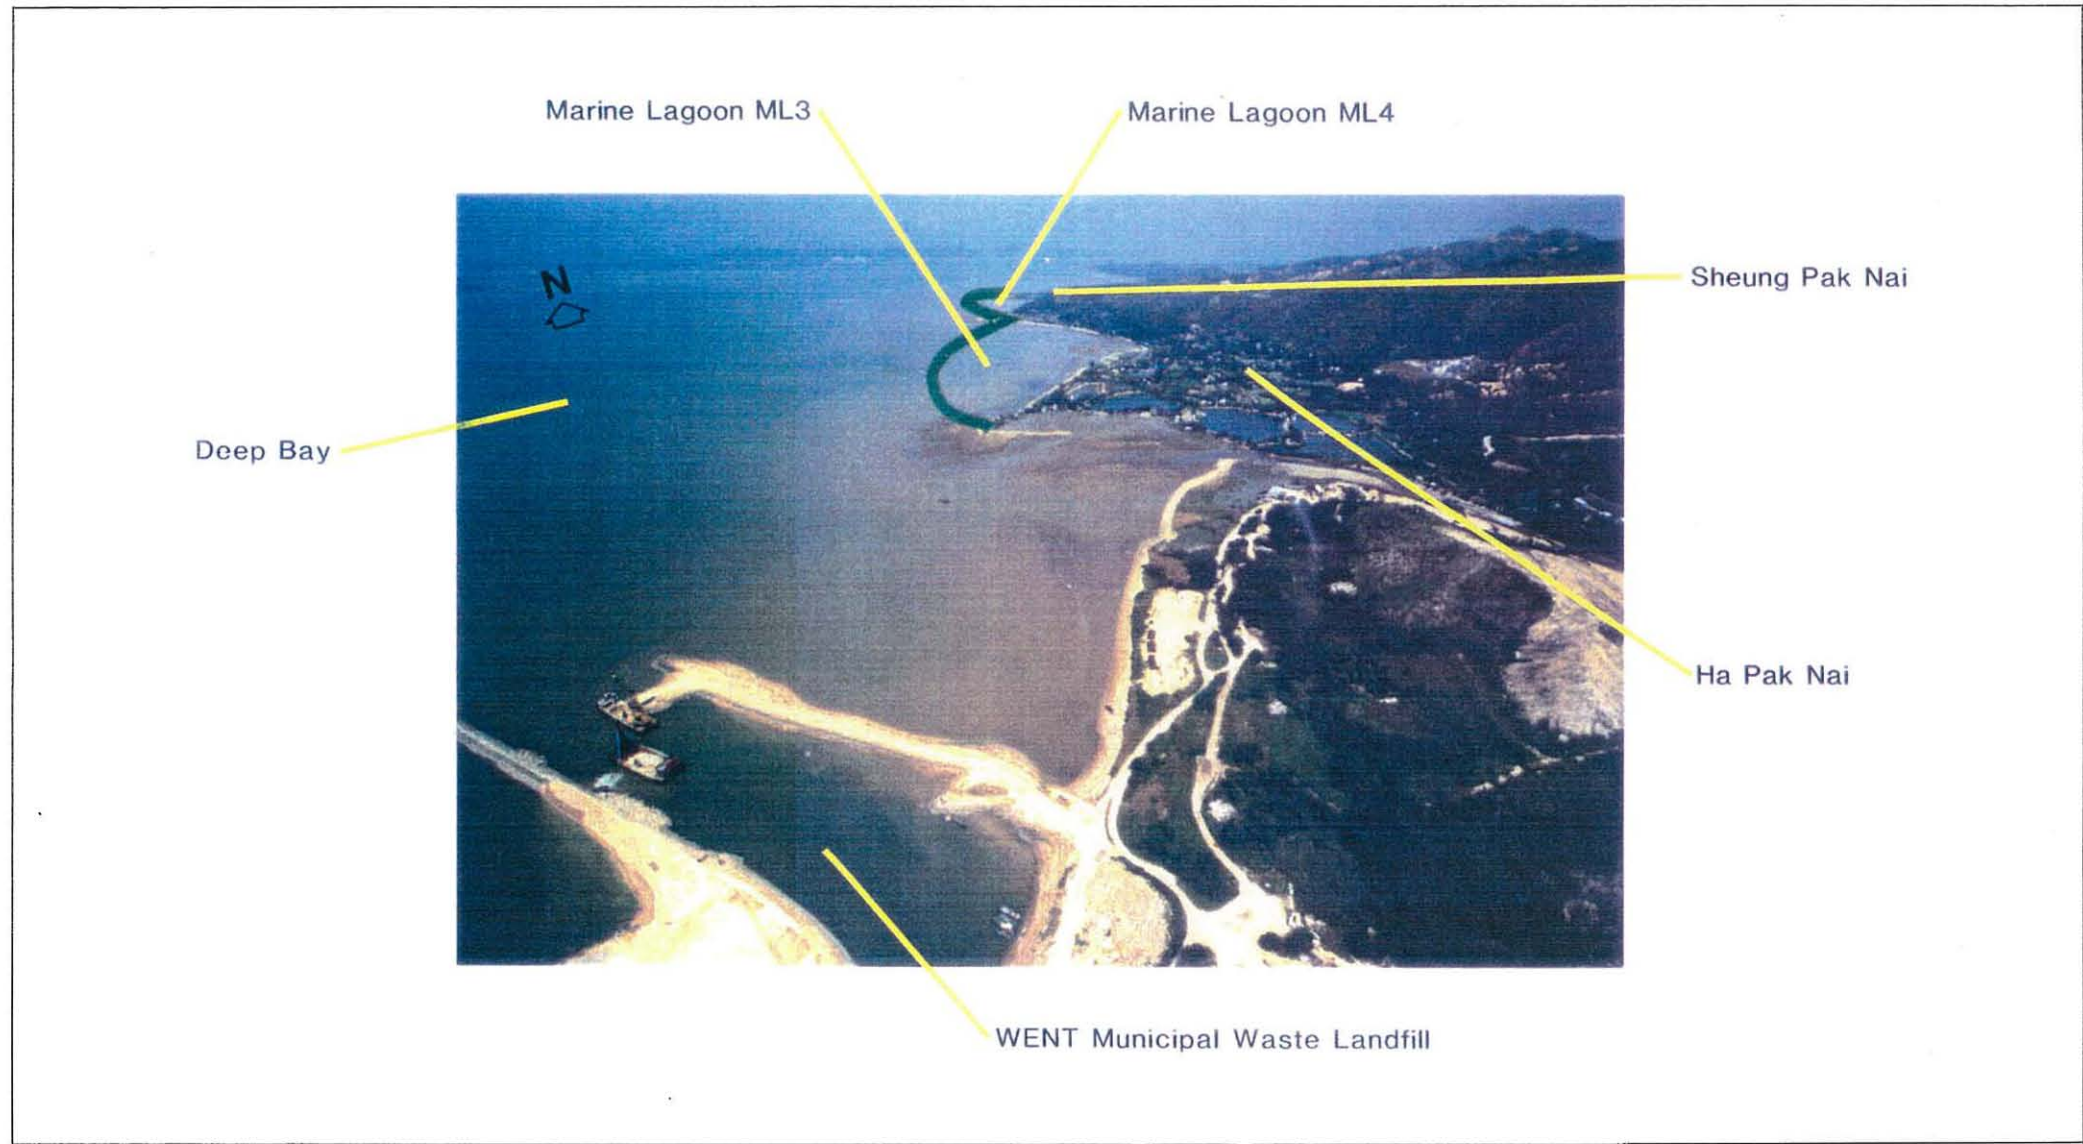 Marine Lagoon ML3
Marine Lagoon ML4
N
Sheung Pak Nai
Deep Bay
Ha Pak Nai
WENT Municipal Waste Landfill